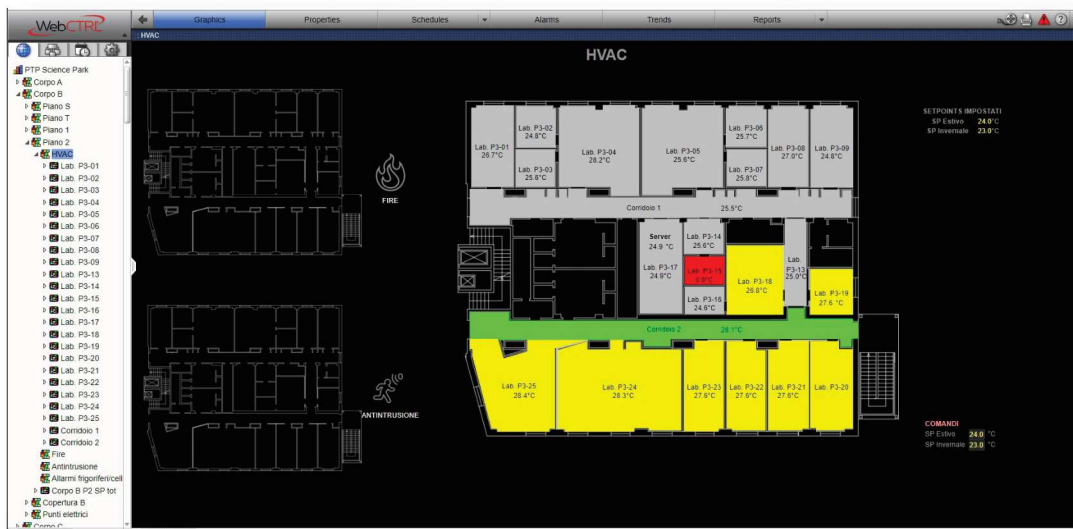 WebCTRL
Graphics
Properties
Schedules
Alarms
Trends
Reports
HVAC
PTP Science Park
Corpo A
Corpo B
Piano S
Piano T
Piano 1
Piano 2
HVAC
Lab. P3-01
Lab. P3-02
Lab. P3-03
Lab. P3-04
Lab. P3-05
Lab. P3-06
Lab. P3-07
Lab. P3-08
Lab. P3-09
Lab. P3-13
Lab. P3-14
Lab. P3-15
Lab. P3-16
Lab. P3-17
Lab. P3-18
Lab. P3-19
Lab. P3-20
Lab. P3-21
Lab. P3-22
Lab. P3-23
Lab. P3-24
Lab. P3-25
Corridoio 1
Corridoio 2
Fire
Antintrusione
Allarmi frigoriferi/cell
Corpo B P2 SP tot
Copertura B
Punti elettrici
Corpo C
HVAC
FIRE
ANTINTRUSIONE
Lab. P3-01
26.7°C
Lab. P3-02
24.8°C
Lab. P3-03
25.6°C
Lab. P3-04
26.2°C
Lab. P3-05
25.6°C
Lab. P3-06
25.7°C
Lab. P3-07
25.8°C
Lab. P3-08
27.0°C
Lab. P3-09
24.8°C
Corridoio 1 25.5°C
Server
24.9 °C
Lab. P3-17
24.9°C
Lab. P3-14
25.6°C
Lab. P3-15
Lab. P3-16
24.6°C
Lab. P3-18
26.8°C
Lab.
P3-13
25.0°C
Lab. P3-19
27.6 °C
Corridoio 2 28.1°C
Lab. P3-25
28.4°C
Lab. P3-24
28.3°C
Lab. P3-23
27.6°C
Lab. P3-22
27.6°C
Lab. P3-21
27.6°C
Lab. P3-20
SETPOINTS IMPOSTATI
SP Estivo 24.0°C
SP Invernale 23.0°C
COMANDI
SP Estivo 24.0 °C
SP Invernale 23.0 °C